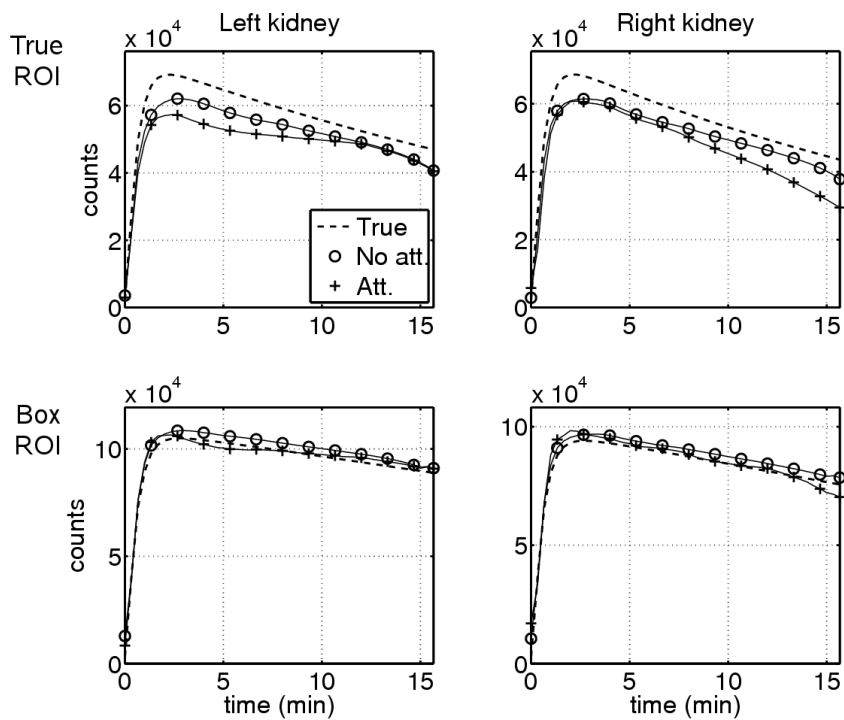 Left kidney
Right kidney
True
ROI
x 10^4
x 10^4
6
4
2
0
counts
True
No att.
Att.
0 5 10 15
6
4
2
0
0 5 10 15
Box
ROI
x 10^4
x 10^4
10
5
0
counts
0 5 10 15
time (min)
10
5
0
0 5 10 15
time (min)